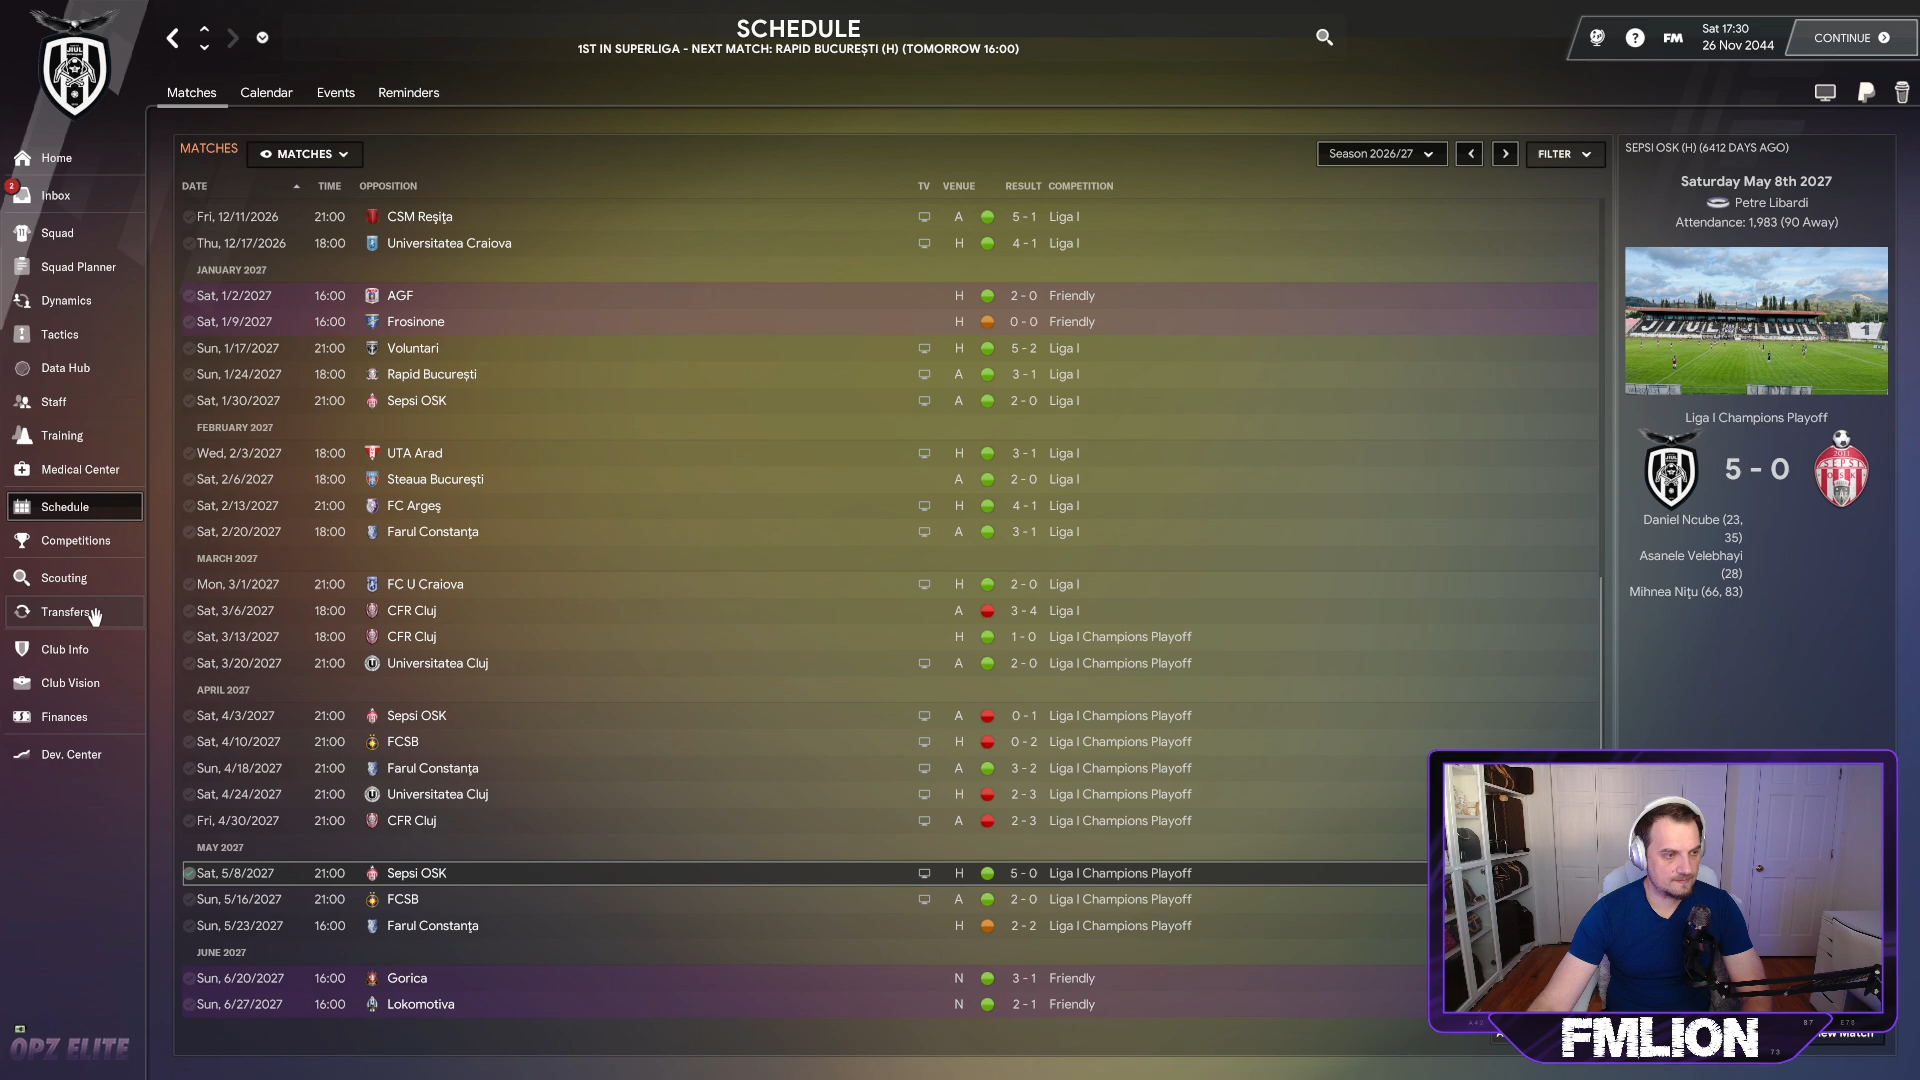 SCHEDULE
1ST IN SUPERLIGA - NEXT MATCH: RAPID BUCUREȘTI (H) (TOMORROW 16:00)
FM
Sat 17:30
26 Nov 2044
CONTINUE
Matches Calendar Events Reminders
Home
2
Inbox
Squad
Squad Planner
Dynamics
Tactics
Data Hub
Staff
Training
Medical Center
Schedule
Competitions
Scouting
Transfers
Club Info
Club Vision
Finances
Dev. Center
OPZ ELITE
MATCHES MATCHES
Season 2026/27 FILTER
DATE TIME OPPOSITION TV VENUE RESULT COMPETITION
Fri, 12/11/2026 21:00 CSM Reşiţa A 5 - 1 Liga I
Thu, 12/17/2026 18:00 Universitatea Craiova H 4 - 1 Liga I
JANUARY 2027
Sat, 1/2/2027 16:00 AGF H 2 - 0 Friendly
Sat, 1/9/2027 16:00 Frosinone H 0 - 0 Friendly
Sun, 1/17/2027 21:00 Voluntari H 5 - 2 Liga I
Sun, 1/24/2027 18:00 Rapid București A 3 - 1 Liga I
Sat, 1/30/2027 21:00 Sepsi OSK A 2 - 0 Liga I
FEBRUARY 2027
Wed, 2/3/2027 18:00 UTA Arad H 3 - 1 Liga I
Sat, 2/6/2027 18:00 Steaua Bucureşti A 2 - 0 Liga I
Sat, 2/13/2027 21:00 FC Argeş H 4 - 1 Liga I
Sat, 2/20/2027 18:00 Farul Constanţa A 3 - 1 Liga I
MARCH 2027
Mon, 3/1/2027 21:00 FC U Craiova H 2 - 0 Liga I
Sat, 3/6/2027 18:00 CFR Cluj A 3 - 4 Liga I
Sat, 3/13/2027 18:00 CFR Cluj H 1 - 0 Liga I Champions Playoff
Sat, 3/20/2027 21:00 Universitatea Cluj A 2 - 0 Liga I Champions Playoff
APRIL 2027
Sat, 4/3/2027 21:00 Sepsi OSK A 0 - 1 Liga I Champions Playoff
Sat, 4/10/2027 21:00 FCSB H 0 - 2 Liga I Champions Playoff
Sun, 4/18/2027 21:00 Farul Constanţa A 3 - 2 Liga I Champions Playoff
Sat, 4/24/2027 21:00 Universitatea Cluj H 2 - 3 Liga I Champions Playoff
Fri, 4/30/2027 21:00 CFR Cluj A 2 - 3 Liga I Champions Playoff
MAY 2027
Sat, 5/8/2027 21:00 Sepsi OSK H 5 - 0 Liga I Champions Playoff
Sun, 5/16/2027 21:00 FCSB A 2 - 0 Liga I Champions Playoff
Sun, 5/23/2027 16:00 Farul Constanţa H 2 - 2 Liga I Champions Playoff
JUNE 2027
Sun, 6/20/2027 16:00 Gorica N 3 - 1 Friendly
Sun, 6/27/2027 16:00 Lokomotiva N 2 - 1 Friendly
SEPSI OSK (H) (6412 DAYS AGO)
Saturday May 8th 2027
Petre Libardi
Attendance: 1,983 (90 Away)
JIUL JIUL
Liga I Champions Playoff
JIUL 5 - 0 2011 SEPSI OSK
Daniel Ncube (23,
35)
Asanele Velebhayi
(28)
Mihnea Niţu (66, 83)
FMLION
87
73
Match